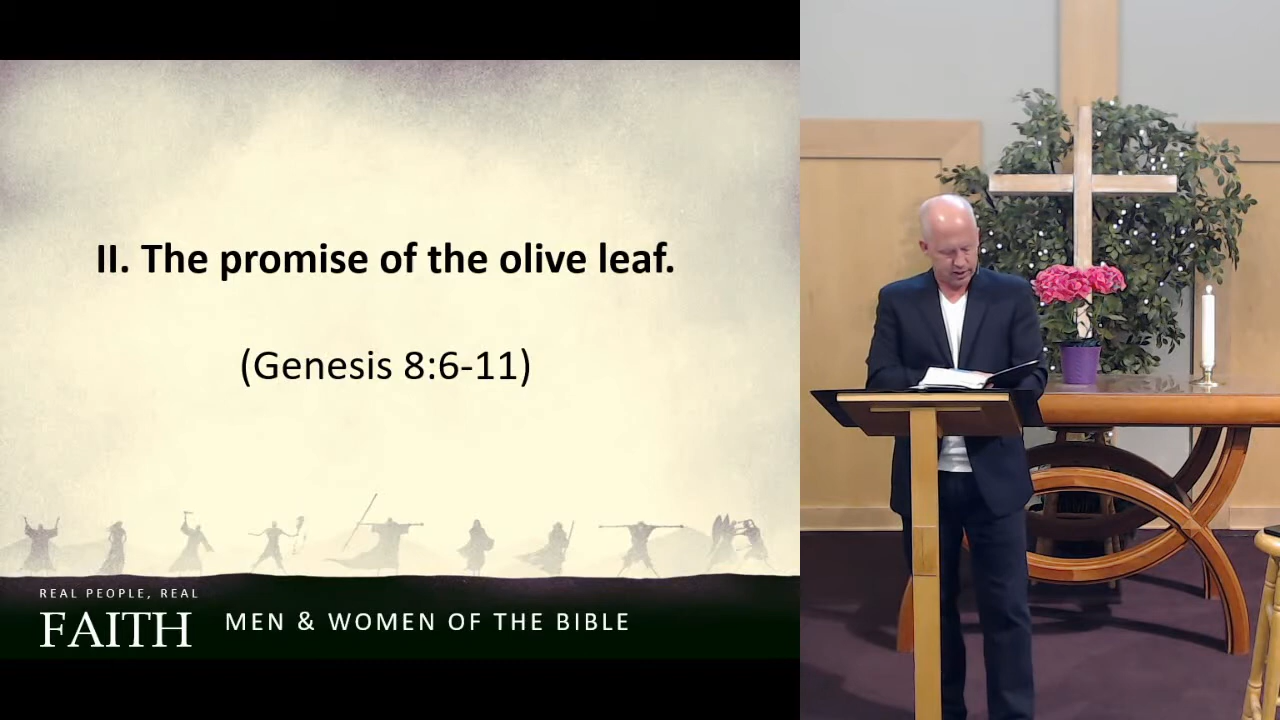 II. The promise of the olive leaf.
(Genesis 8:6-11)
REAL PEOPLE, REAL
FAITH MEN & WOMEN OF THE BIBLE